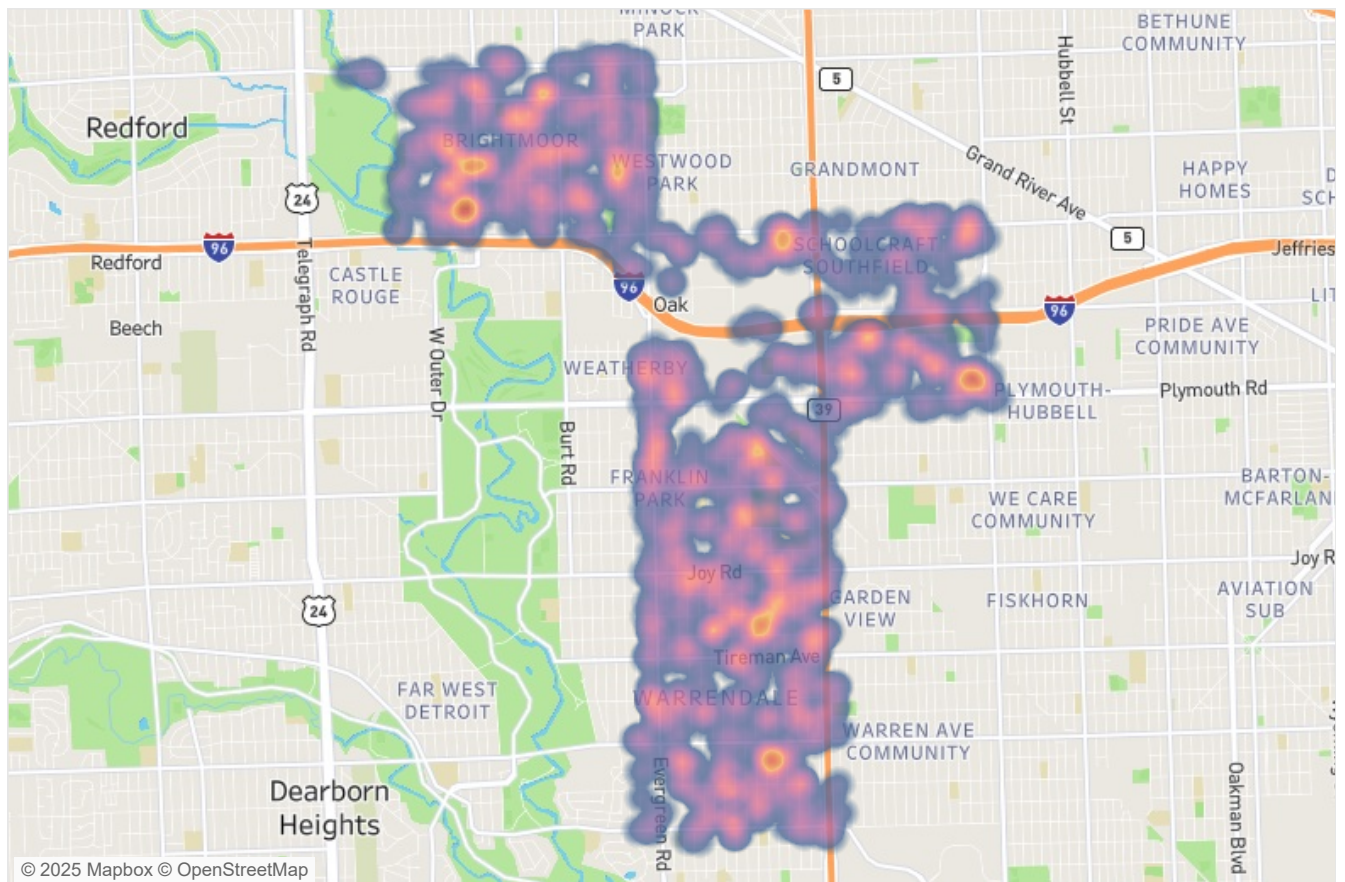 MINOCK
PARK
BETHUNE
COMMUNITY
Hubbell St
5
Redford
BRIGHTMOOR
WESTWOOD
PARK
GRANDMONT
Grand River Ave
HAPPY
HOMES
24
5
96
Redford
Telegraph Rd
CASTLE
ROUGE
SCHOOLCRAFT
SOUTHFIELD
Jeffries
96
Oak
96
Beech
W Outer Dr
PRIDE AVE
COMMUNITY
WEATHERBY
PLYMOUTH-
HUBBELL
Plymouth Rd
39
Burt Rd
FRANKLIN
PARK
WE CARE
COMMUNITY
BARTON-
MCFARLAN
Joy Rd
Joy R
24
GARDEN
VIEW
FISKHORN
AVIATION
SUB
Tireman Ave
FAR WEST
DETROIT
WARRENDALE
WARREN AVE
COMMUNITY
Evergreen Rd
Oakman Blvd
Dearborn
Heights
© 2025 Mapbox © OpenStreetMap